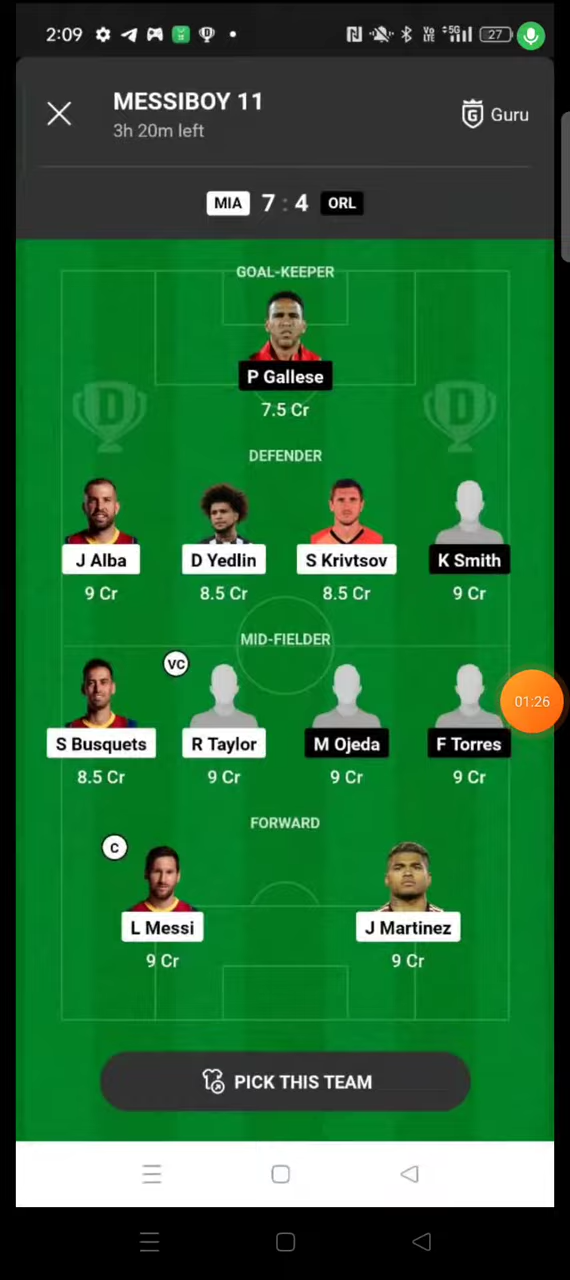 2:09 VO LTE 5G 27
MESSIBOY 11
3h 20m left
G Guru
MIA 7 : 4 ORL
GOAL-KEEPER
P Gallese
7.5 Cr
D D
DEFENDER
J Alba D Yedlin S Krivtsov K Smith
9 Cr 8.5 Cr 8.5 Cr 9 Cr
MID-FIELDER
VC
01:26
S Busquets R Taylor M Ojeda F Torres
8.5 Cr 9 Cr 9 Cr 9 Cr
FORWARD
C
L Messi J Martinez
9 Cr 9 Cr
PICK THIS TEAM